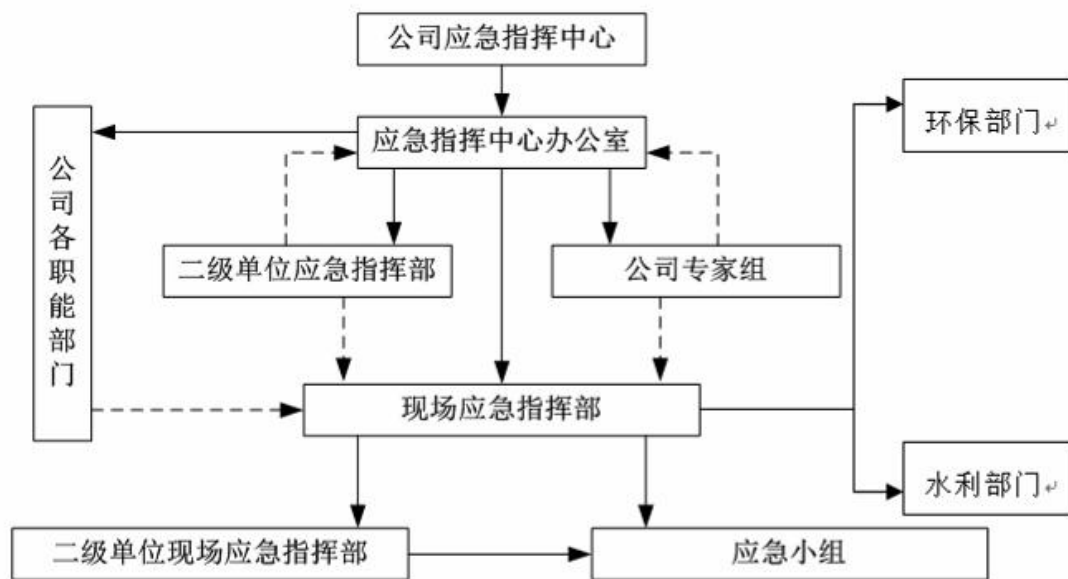 公司应急指挥中心
环保部门
应急指挥中心办公室
公司各职能部门
二级单位应急指挥部
公司专家组
现场应急指挥部
水利部门
二级单位现场应急指挥部
应急小组